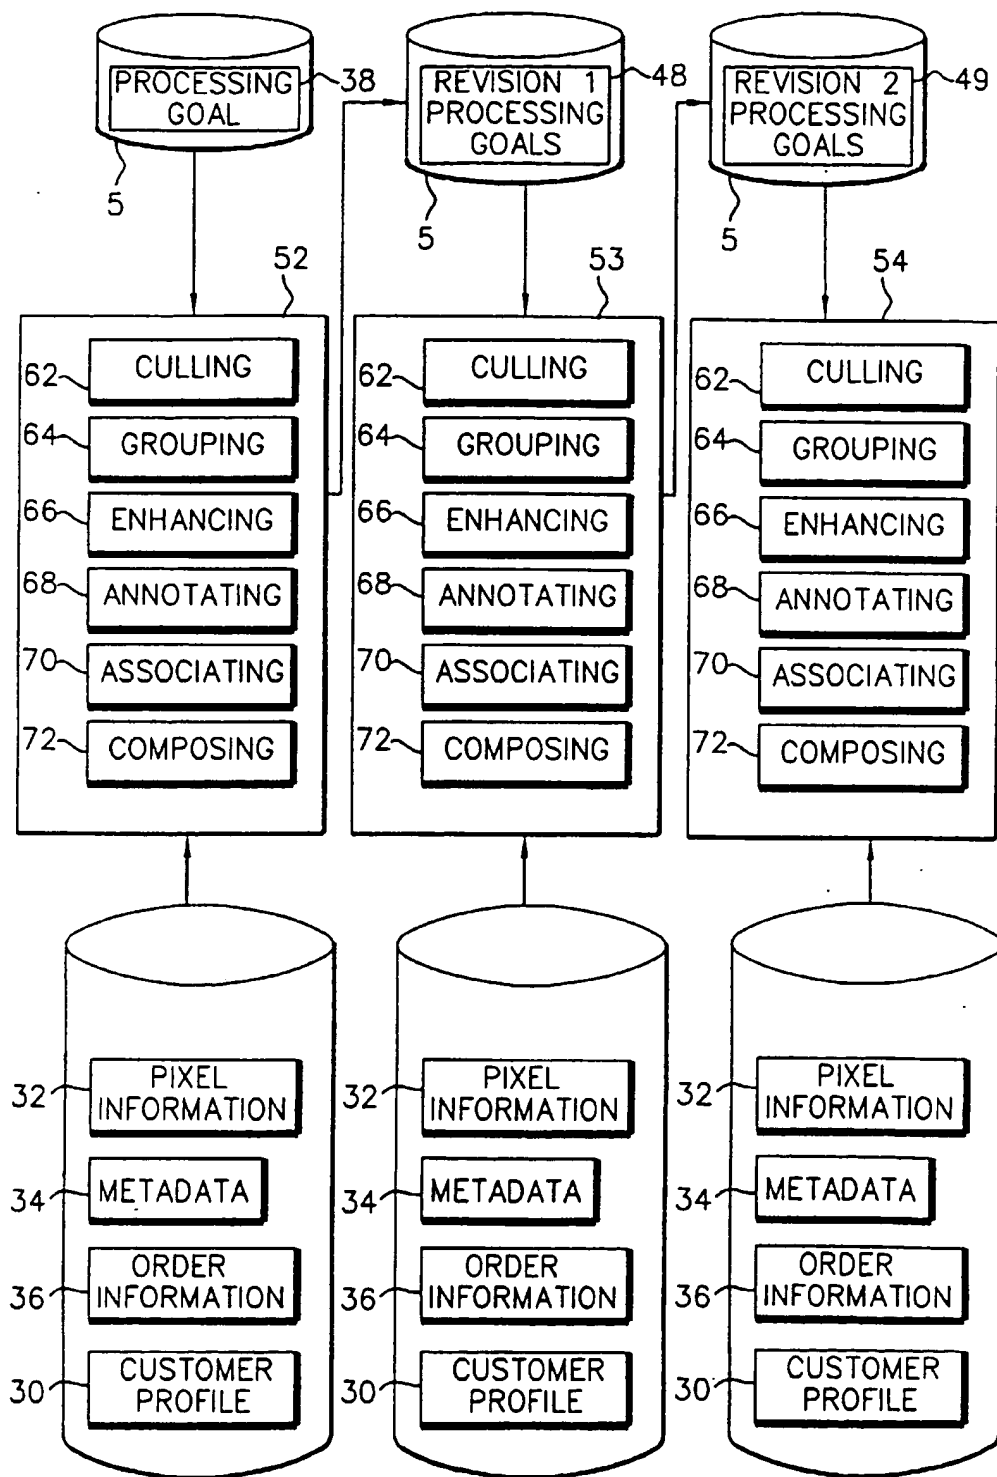 PROCESSING GOAL
38
5
REVISION 1 PROCESSING GOALS
48
5
REVISION 2 PROCESSING GOALS
49
5
52
62 CULLING
64 GROUPING
66 ENHANCING
68 ANNOTATING
70 ASSOCIATING
72 COMPOSING
53
62 CULLING
64 GROUPING
66 ENHANCING
68 ANNOTATING
70 ASSOCIATING
72 COMPOSING
54
62 CULLING
64 GROUPING
66 ENHANCING
68 ANNOTATING
70 ASSOCIATING
72 COMPOSING
32 PIXEL INFORMATION
34 METADATA
36 ORDER INFORMATION
30 CUSTOMER PROFILE
32 PIXEL INFORMATION
34 METADATA
36 ORDER INFORMATION
30 CUSTOMER PROFILE
32 PIXEL INFORMATION
34 METADATA
36 ORDER INFORMATION
30 CUSTOMER PROFILE